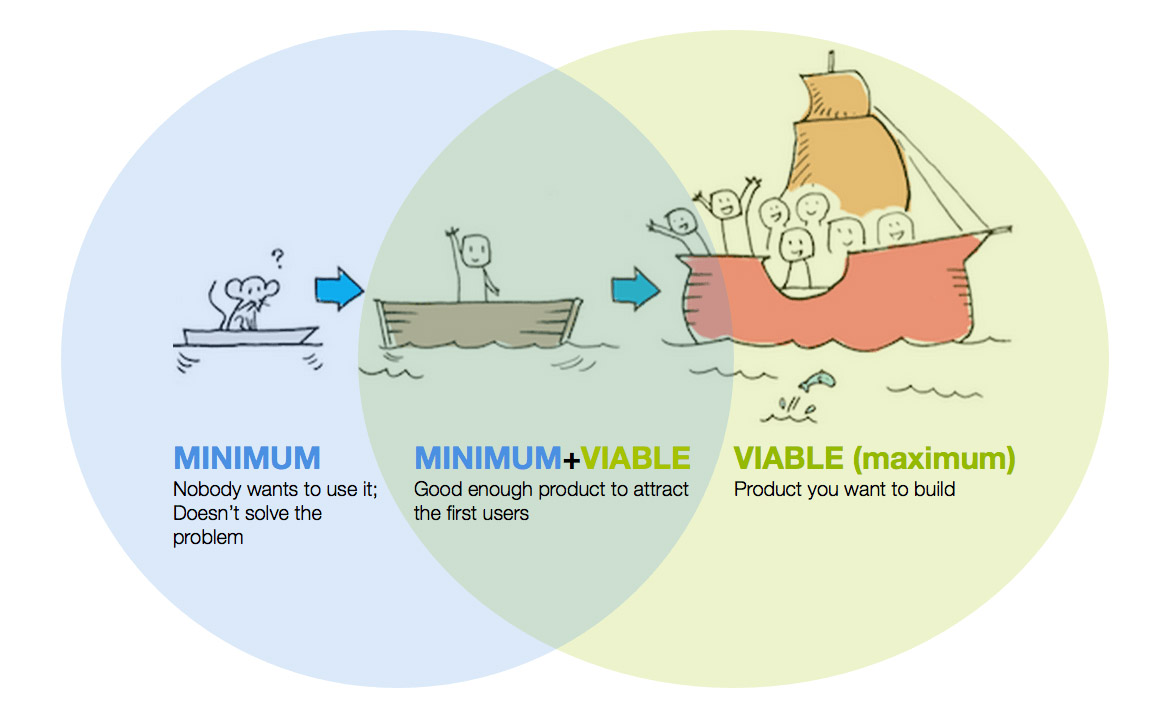 ?
MINIMUM
Nobody wants to use it;
Doesn't solve the
problem
MINIMUM+VIABLE
Good enough product to attract
the first users
VIABLE (maximum)
Product you want to build